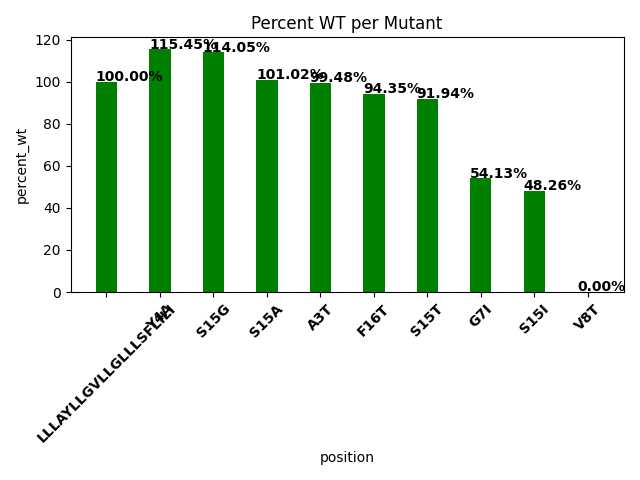 Percent WT per Mutant
120
100
80
60
40
20
0
percent_wt
100.00%
115.45%
114.05%
101.02%
99.48%
94.35%
91.94%
54.13%
48.26%
0.00%
Y4A
S15G
S15A
A3T
F16T
S15T
G7I
S15I
V8T
position